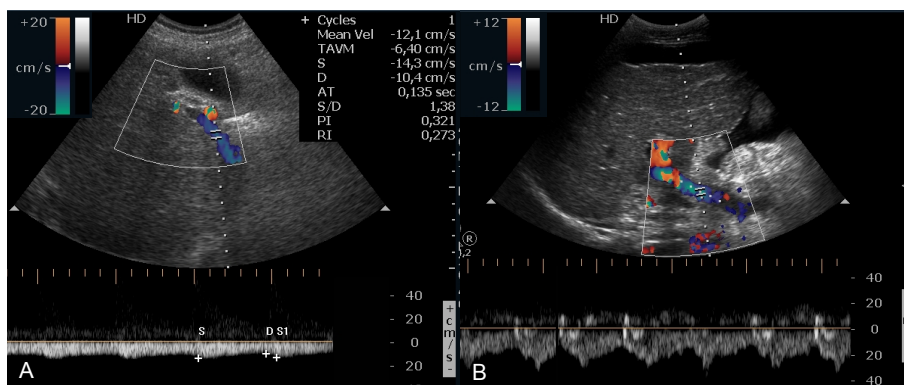 HD
+20
cm/s
-20
+ Cycles 1
Mean Vel -12,1 cm/s
TAVM -6,40 cm/s
S -14,3 cm/s
D -10,4 cm/s
AT 0,135 sec
S/D 1,38
PI 0,321
RI 0,273
S D S1
- 40
- 20
- 0
- 20
A
+
c
m
/
s
-
HD
+12
cm/s
-12
R
,2
- 40
- 20
- 0
- 20
- 40
B